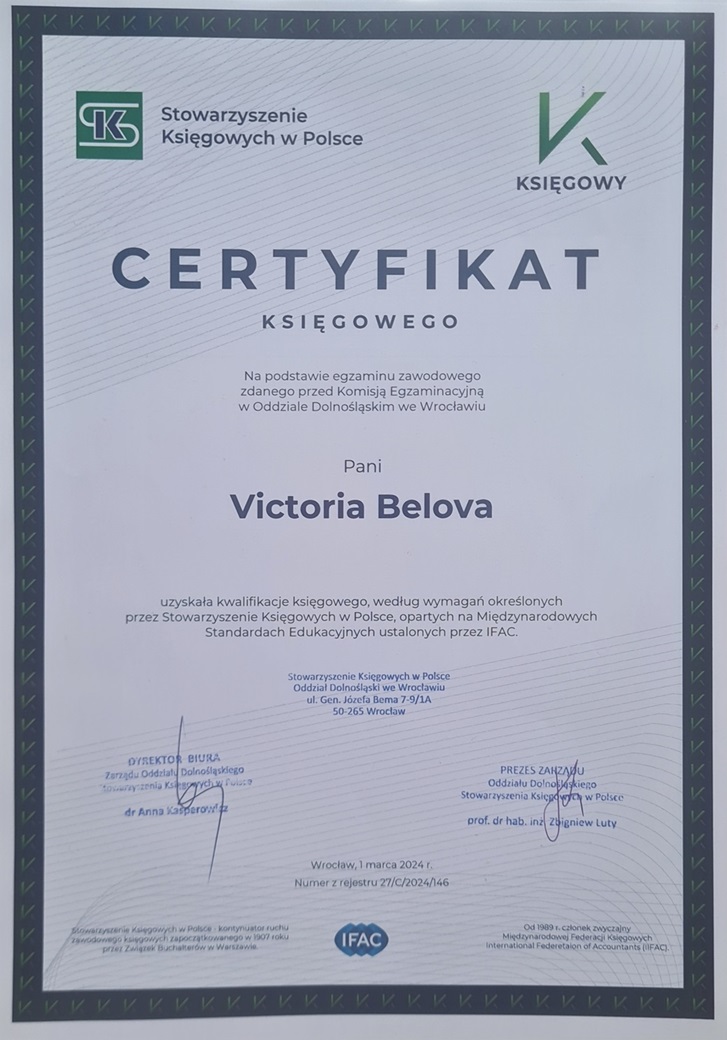 Stowarzyszenie
Księgowych w Polsce
KSIĘGOWY
CERTYFIKAT
KSIĘGOWEGO
Na podstawie egzaminu zawodowego
zdanego przed Komisją Egzaminacyjną
w Oddziale Dolnośląskim we Wrocławiu
Pani
Victoria Belova
uzyskała kwalifikacje księgowego, według wymagań określonych
przez Stowarzyszenie Księgowych w Polsce, opartych na Międzynarodowych
Standardach Edukacyjnych ustalonych przez IFAC.
Stowarzyszenie Księgowych w Polsce
Oddział Dolnośląski we Wrocławiu
ul. Gen. Józefa Bema 7-9/1A
50-265 Wrocław
DYREKTOR BIURA
Zarządu Oddziału Dolnośląskiego
Stowarzyszenia Księgowych w Polsce
dr Anna Kasperowicz
PREZES ZARZĄDU
Oddziału Dolnośląskiego
Stowarzyszenia Księgowych w Polsce
prof. dr hab. inż. Zbigniew Luty
Wrocław, 1 marca 2024 r.
Numer z rejestru 27/C/2024/146
Stowarzyszenie Księgowych w Polsce - kontynuator ruchu
zawodowego księgowych zapoczątkowanego w 1907 roku
przez Związek Buchalterów w Warszawie.
IFAC
Od 1989 r. członek zwyczajny
Międzynarodowej Federacji Księgowych
International Federetaion of Accountants (IFAC).